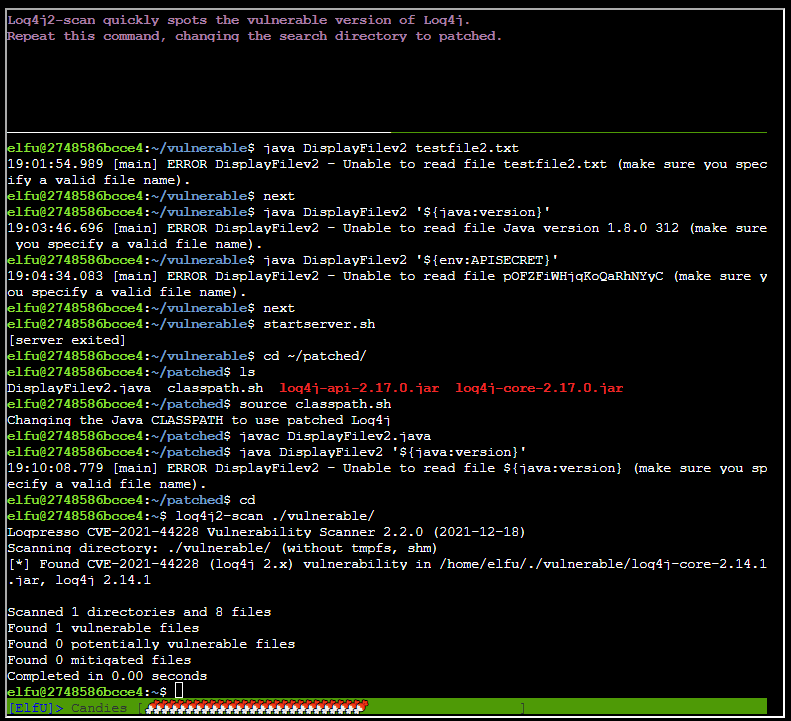 Log4j2-scan quickly spots the vulnerable version of Log4j.
Repeat this command, changing the search directory to patched.
elfu@2748586bcce4:~/vulnerable$ java DisplayFilev2 testfile2.txt
19:01:54.989 [main] ERROR DisplayFilev2 - Unable to read file testfile2.txt (make sure you spec
ify a valid file name).
elfu@2748586bcce4:~/vulnerable$ next
elfu@2748586bcce4:~/vulnerable$ java DisplayFilev2 '${java:version}'
19:03:46.696 [main] ERROR DisplayFilev2 - Unable to read file Java version 1.8.0_312 (make sure
 you specify a valid file name).
elfu@2748586bcce4:~/vulnerable$ java DisplayFilev2 '${env:APISECRET}'
19:04:34.083 [main] ERROR DisplayFilev2 - Unable to read file pOFZFiWHjqKoQaRhNYyC (make sure y
ou specify a valid file name).
elfu@2748586bcce4:~/vulnerable$ next
elfu@2748586bcce4:~/vulnerable$ startserver.sh
[server exited]
elfu@2748586bcce4:~/vulnerable$ cd ~/patched/
elfu@2748586bcce4:~/patched$ ls
DisplayFilev2.java  classpath.sh  log4j-api-2.17.0.jar  log4j-core-2.17.0.jar
elfu@2748586bcce4:~/patched$ source classpath.sh
Changing the Java CLASSPATH to use patched Log4j
elfu@2748586bcce4:~/patched$ javac DisplayFilev2.java
elfu@2748586bcce4:~/patched$ java DisplayFilev2 '${java:version}'
19:10:08.779 [main] ERROR DisplayFilev2 - Unable to read file ${java:version} (make sure you sp
ecify a valid file name).
elfu@2748586bcce4:~/patched$ cd
elfu@2748586bcce4:~$ log4j2-scan ./vulnerable/
Logpresso CVE-2021-44228 Vulnerability Scanner 2.2.0 (2021-12-18)
Scanning directory: ./vulnerable/ (without tmpfs, shm)
[*] Found CVE-2021-44228 (log4j 2.x) vulnerability in /home/elfu/./vulnerable/log4j-core-2.14.1
.jar, log4j 2.14.1
Scanned 1 directories and 8 files
Found 1 vulnerable files
Found 0 potentially vulnerable files
Found 0 mitigated files
Completed in 0.00 seconds
elfu@2748586bcce4:~$
[ElfU]> Candies [ ]